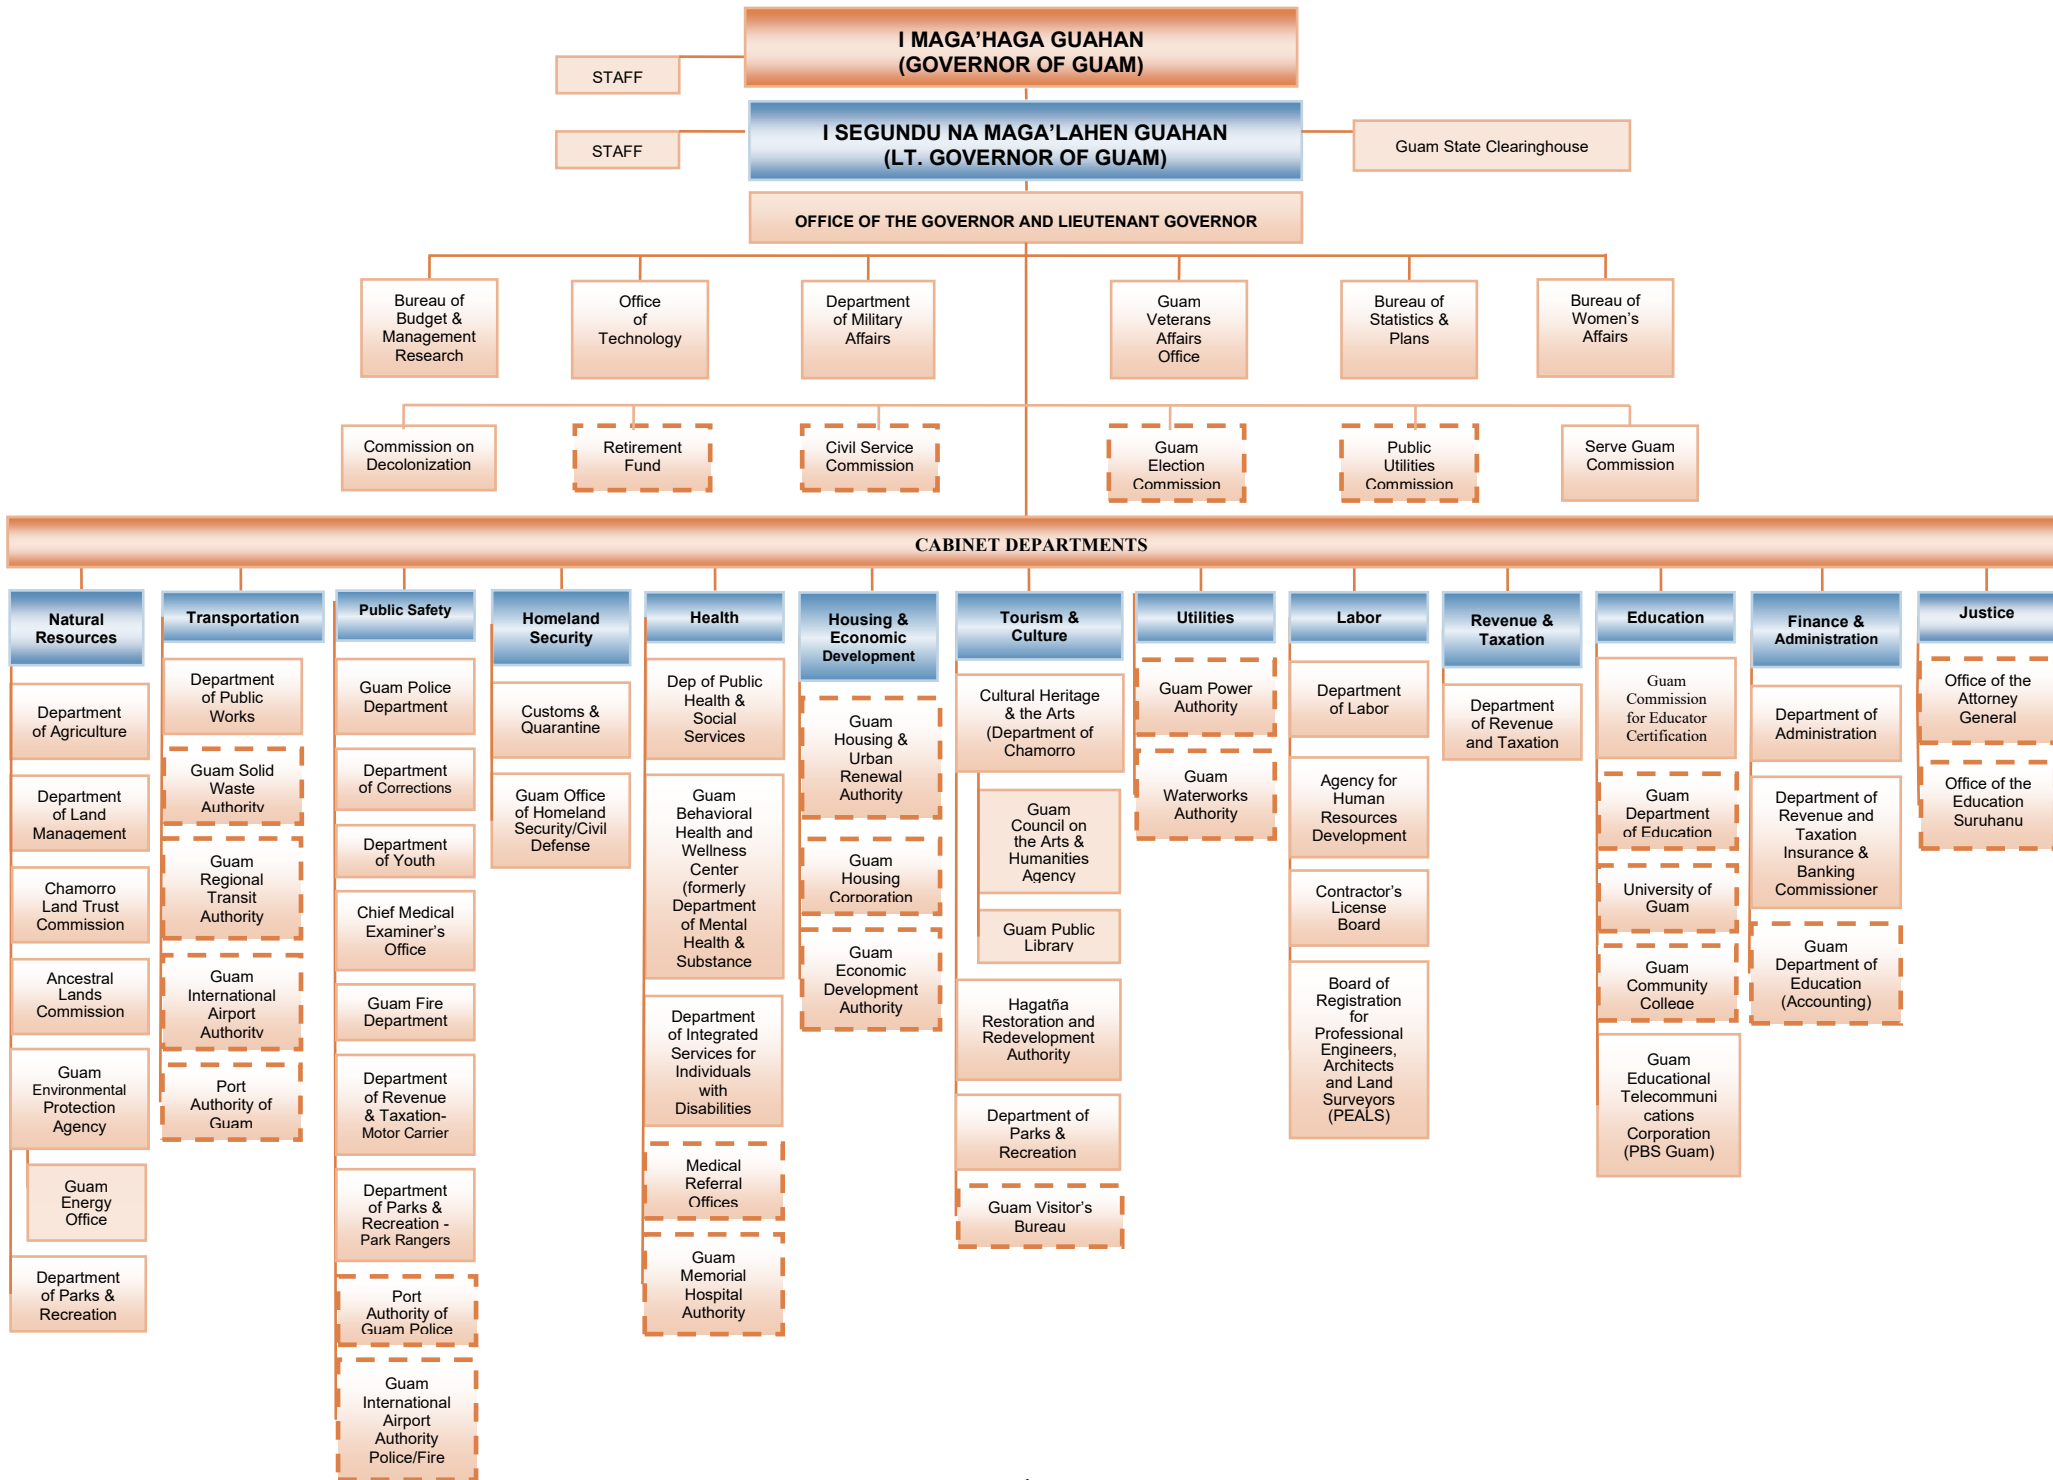 I MAGA'HAGA GUAHAN
(GOVERNOR OF GUAM)
STAFF
I SEGUNDU NA MAGA'LAHEN GUAHAN
(LT. GOVERNOR OF GUAM)
STAFF
Guam State Clearinghouse
OFFICE OF THE GOVERNOR AND LIEUTENANT GOVERNOR
Bureau of
Budget &
Management
Research
Office
of
Technology
Department
of Military
Affairs
Guam
Veterans
Affairs
Office
Bureau of
Statistics &
Plans
Bureau of
Women's
Affairs
Commission on
Decolonization
Retirement
Fund
Civil Service
Commission
Guam
Election
Commission
Public
Utilities
Commission
Serve Guam
Commission
CABINET DEPARTMENTS
Natural
Resources
Department
of Agriculture
Department
of Land
Management
Chamorro
Land Trust
Commission
Ancestral
Lands
Commission
Guam
Environmental
Protection
Agency
Guam
Energy
Office
Department
of Parks &
Recreation
Transportation
Department
of Public
Works
Guam Solid
Waste
Authority
Guam
Regional
Transit
Authority
Guam
International
Airport
Authority
Port
Authority of
Guam
Public Safety
Guam Police
Department
Department
of Corrections
Department
of Youth
Chief Medical
Examiner's
Office
Guam Fire
Department
Department
of Revenue
& Taxation-
Motor Carrier
Department
of Parks &
Recreation -
Park Rangers
Port
Authority of
Guam Police
Guam
International
Airport
Authority
Police/Fire
Homeland
Security
Customs &
Quarantine
Guam Office
of Homeland
Security/Civil
Defense
Health
Dep of Public
Health &
Social
Services
Guam
Behavioral
Health and
Wellness
Center
(formerly
Department
of Mental
Health &
Substance
Department
of Integrated
Services for
Individuals
with
Disabilities
Medical
Referral
Offices
Guam
Memorial
Hospital
Authority
Housing &
Economic
Development
Guam
Housing &
Urban
Renewal
Authority
Guam
Housing
Corporation
Guam
Economic
Development
Authority
Tourism &
Culture
Cultural Heritage
& the Arts
(Department of
Chamorro
Guam
Council on
the Arts &
Humanities
Agency
Guam Public
Library
Hagatña
Restoration and
Redevelopment
Authority
Department of
Parks &
Recreation
Guam Visitor's
Bureau
Utilities
Guam Power
Authority
Guam
Waterworks
Authority
Labor
Department
of Labor
Agency for
Human
Resources
Development
Contractor's
License
Board
Board of
Registration
for
Professional
Engineers,
Architects
and Land
Surveyors
(PEALS)
Revenue &
Taxation
Department
of Revenue
and Taxation
Education
Guam
Commission
for Educator
Certification
Guam
Department
of Education
University of
Guam
Guam
Community
College
Guam
Educational
Telecommuni
cations
Corporation
(PBS Guam)
Finance &
Administration
Department of
Administration
Department of
Revenue and
Taxation
Insurance &
Banking
Commissioner
Guam
Department of
Education
(Accounting)
Justice
Office of the
Attorney
General
Office of the
Education
Suruhanu